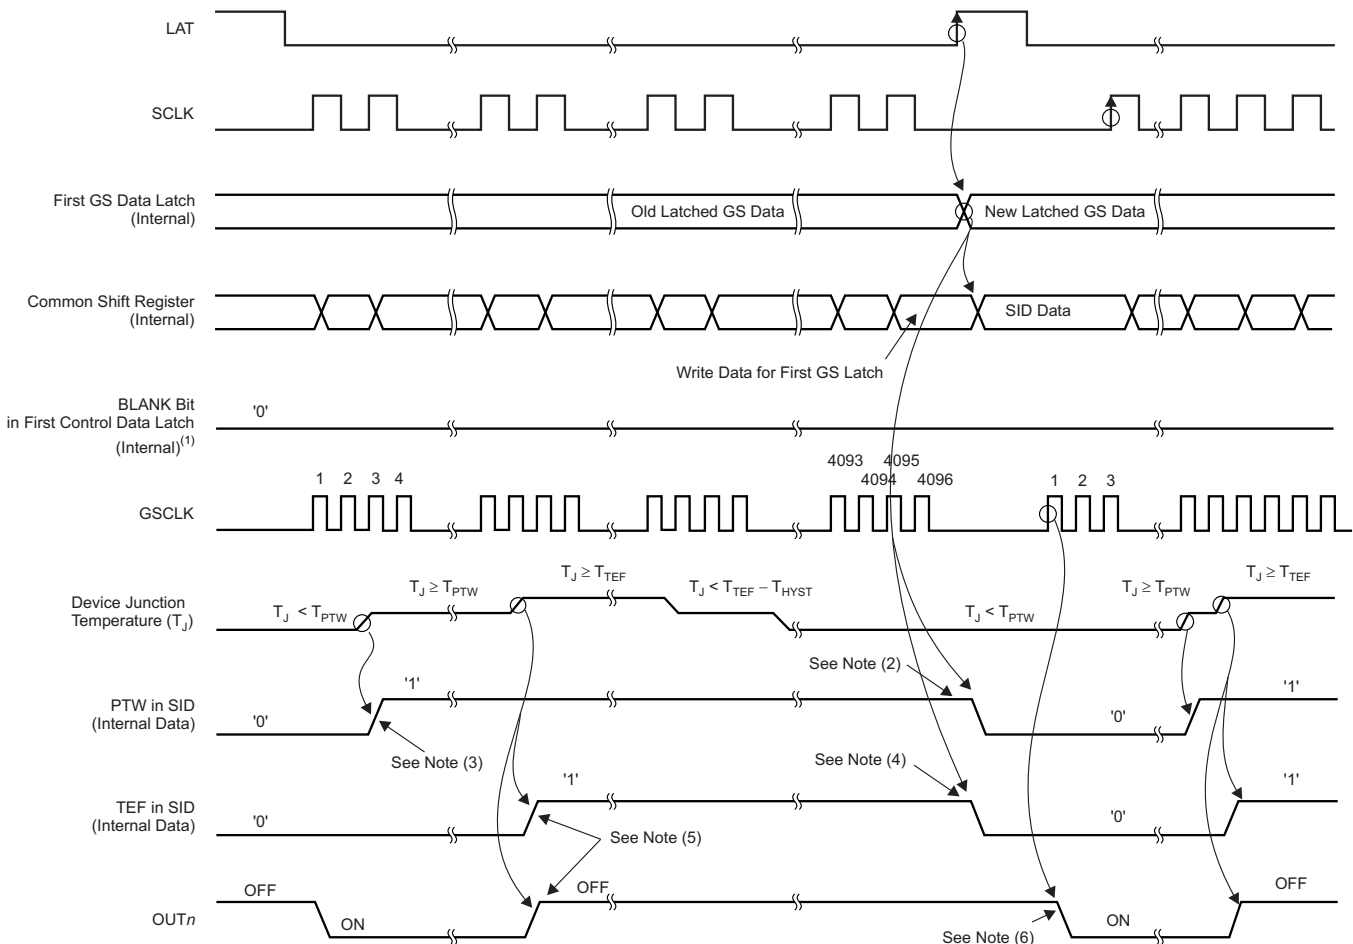 LAT
SCLK
First GS Data Latch
(Internal)
Old Latched GS Data
New Latched GS Data
Common Shift Register
(Internal)
SID Data
Write Data for First GS Latch
BLANK Bit
in First Control Data Latch
(Internal)(1)
'0'
GSCLK
1 2 3 4
4093 4095
4094 4096
1 2 3
Device Junction
Temperature (TJ)
TJ < TPTW
TJ ≥ TPTW
TJ ≥ TTEF
TJ < TTEF − THYST
TJ < TPTW
TJ ≥ TPTW
TJ ≥ TTEF
PTW in SID
(Internal Data)
'0'
'1'
See Note (3)
See Note (2)
'0'
'1'
TEF in SID
(Internal Data)
'0'
'1'
See Note (5)
See Note (4)
'0'
'1'
OUTn
OFF
ON
OFF
See Note (6)
ON
OFF